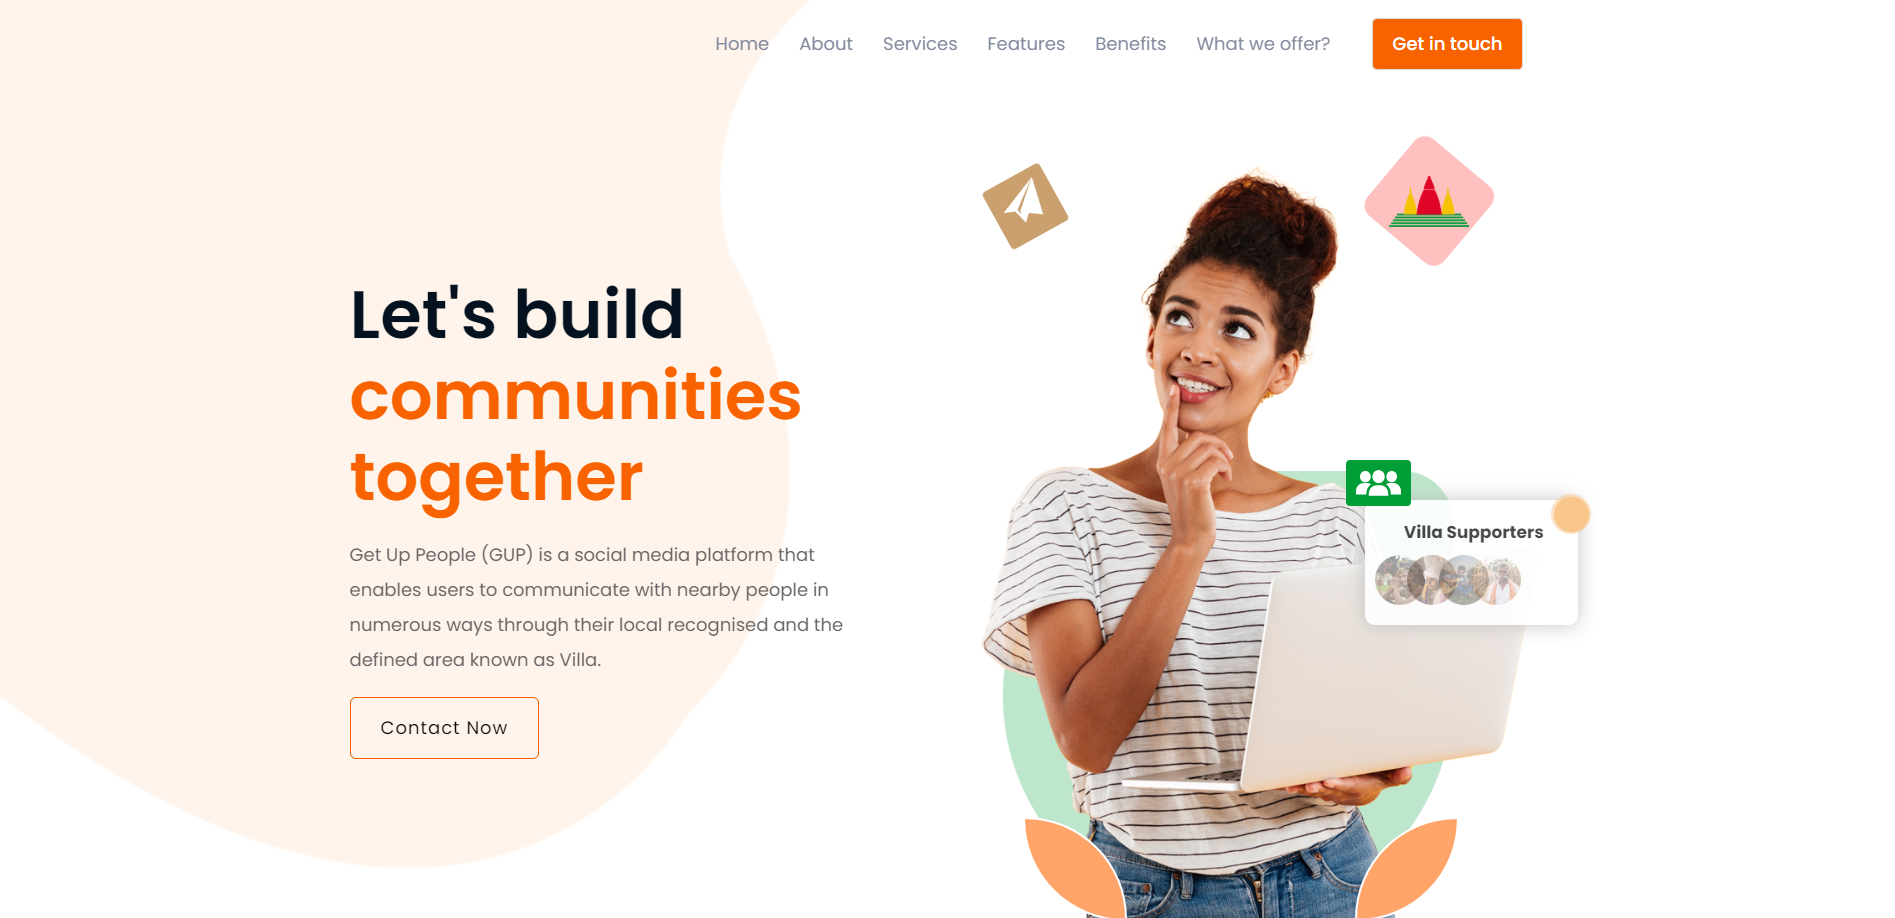 Home About Services Features Benefits What we offer? Get in touch
Let's build
communities
together
Get Up People (GUP) is a social media platform that
enables users to communicate with nearby people in
numerous ways through their local recognised and the
defined area known as Villa.
Contact Now
Villa Supporters